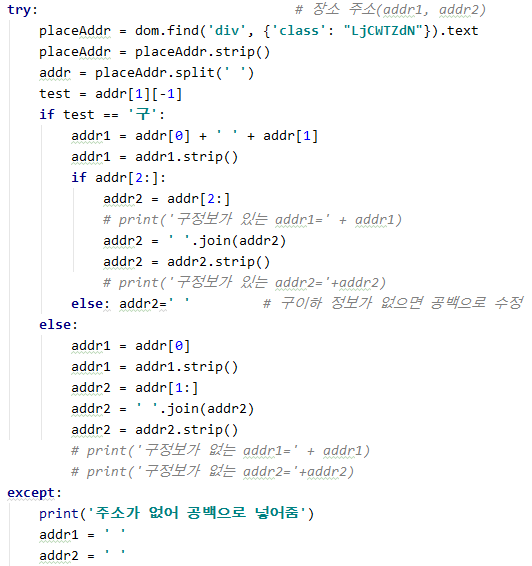 try:                                    # 장소 주소(addr1, addr2)
    placeAddr = dom.find('div', {'class': "LjCWTZdN"}).text
    placeAddr = placeAddr.strip()
    addr = placeAddr.split(' ')
    test = addr[1][-1]
    if test == '구':
        addr1 = addr[0] + ' ' + addr[1]
        addr1 = addr1.strip()
        if addr[2:]:
            addr2 = addr[2:]
            # print('구정보가 있는 addr1=' + addr1)
            addr2 = ' '.join(addr2)
            addr2 = addr2.strip()
            # print('구정보가 있는 addr2='+addr2)
        else: addr2=' '         # 구이하 정보가 없으면 공백으로 수정
    else:
        addr1 = addr[0]
        addr1 = addr1.strip()
        addr2 = addr[1:]
        addr2 = ' '.join(addr2)
        addr2 = addr2.strip()
        # print('구정보가 없는 addr1=' + addr1)
        # print('구정보가 없는 addr2='+addr2)
except:
    print('주소가 없어 공백으로 넣어줌')
    addr1 = ' '
    addr2 = ' '